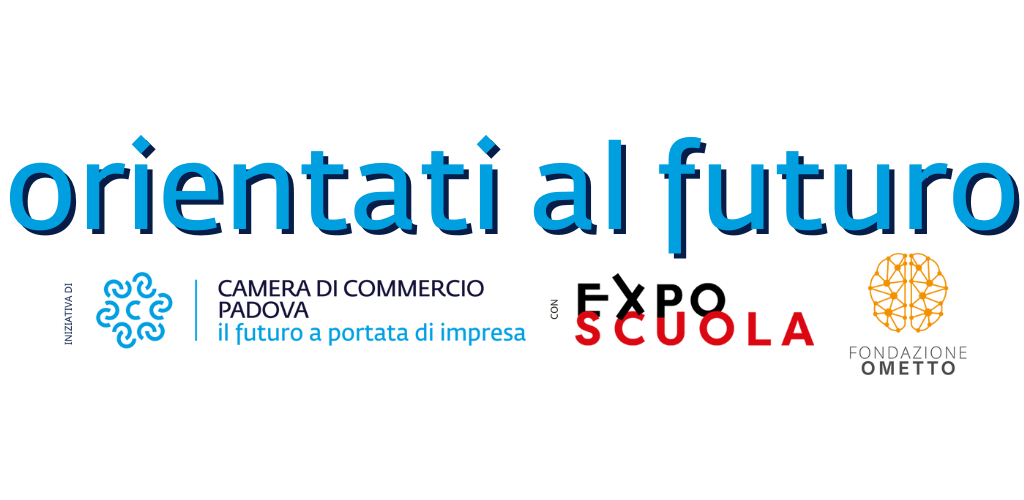 orientati al futuro
INIZIATIVA DI
CAMERA DI COMMERCIO
PADOVA
il futuro a portata di impresa
CON
EXPO
SCUOLA
FONDAZIONE
OMETTO